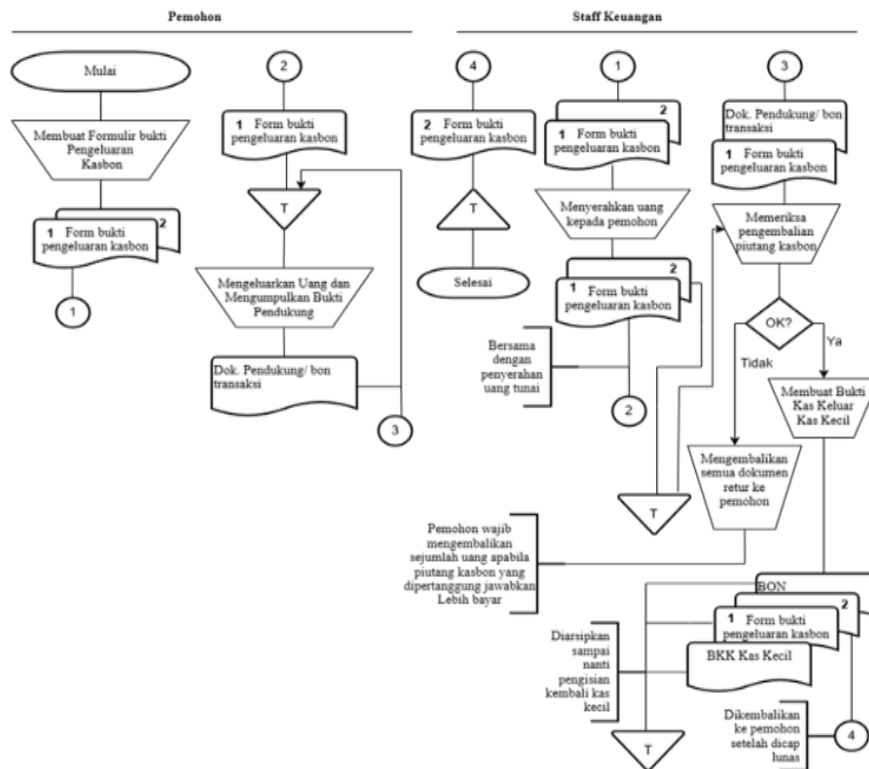 Pemohon
Mulai
Membuat Formulir bukti
Pengeluaran
Kasbon
1 Form bukti
pengeluran kasbon
2
1
2
1 Form bukti
pengeluaran kasbon
T
Mengeluarkan Uang dan
Mengumpulkan Bukti
Pendukung
Dok. Pendukung/ bon
transaksi
3
Staff Keuangan
4
2 Form bukti
pengeluran kasbon
T
Selesai
1
2
1 Form bukti
pengeluran kasbon
Menyerahkan uang
kepada pemohon
2
1 Form bukti
pengeluran kasbon
Bersama
dengan
penyerahan
uang tunai
2
T
3
Dok. Pendukung/ bon
transaksi
1 Form bukti
pengeluran kasbon
Memeriksa
pengembalian
piutang kasbon
OK?
Ya
Tidak
Membuat Bukti
Kas Keluar
Kas Kecil
Mengembalikan
semua dokumen
retur ke
pemohon
Pemohon wajib
mengembalikan
sejumlah uang apabila
piutang kasbon yang
dipertanggung jawabkan
Lebih bayar
BON
2
1 Form bukti
pengeluran kasbon
BKK Kas Kecil
Diarsipkan
sampai
nanti
pengisian
kembali kas
kecil
T
Dikembalikan
ke pemohon
setelah dicap
lunas
4